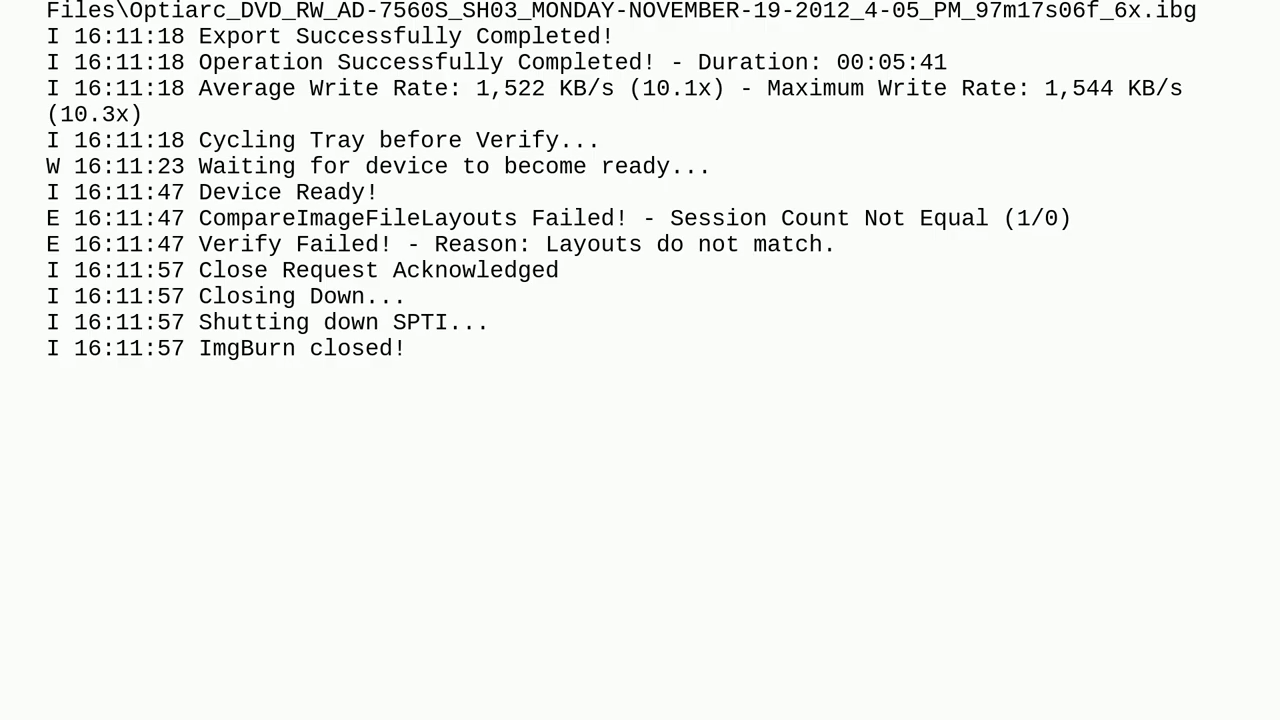 Files\Optiarc_DVD_RW_AD-7560S_SH03_MONDAY-NOVEMBER-19-2012_4-05_PM_97m17s06f_6x.ibg
I 16:11:18 Export Successfully Completed!
I 16:11:18 Operation Successfully Completed! - Duration: 00:05:41
I 16:11:18 Average Write Rate: 1,522 KB/s (10.1x) - Maximum Write Rate: 1,544 KB/s
(10.3x)
I 16:11:18 Cycling Tray before Verify...
W 16:11:23 Waiting for device to become ready...
I 16:11:47 Device Ready!
E 16:11:47 CompareImageFileLayouts Failed! - Session Count Not Equal (1/0)
E 16:11:47 Verify Failed! - Reason: Layouts do not match.
I 16:11:57 Close Request Acknowledged
I 16:11:57 Closing Down...
I 16:11:57 Shutting down SPTI...
I 16:11:57 ImgBurn closed!